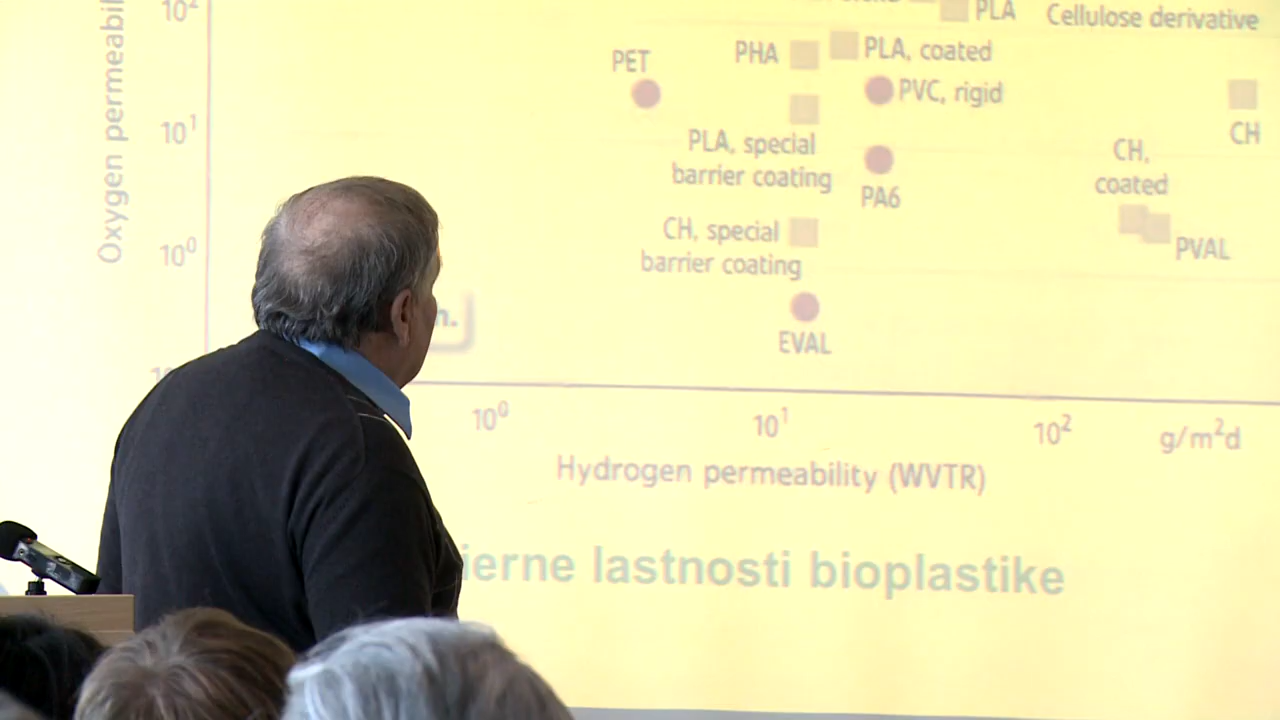 10²
PLA
Cellulose derivative
Oxygen permeabil
PET
PHA
PLA, coated
PVC, rigid
10¹
PLA, special
barrier coating
PA6
CH,
coated
CH
10⁰
CH, special
barrier coating
PVAL
n.
EVAL
10⁰
10¹
10²
g/m²d
Hydrogen permeability (WVTR)
ierne lastnosti bioplastike